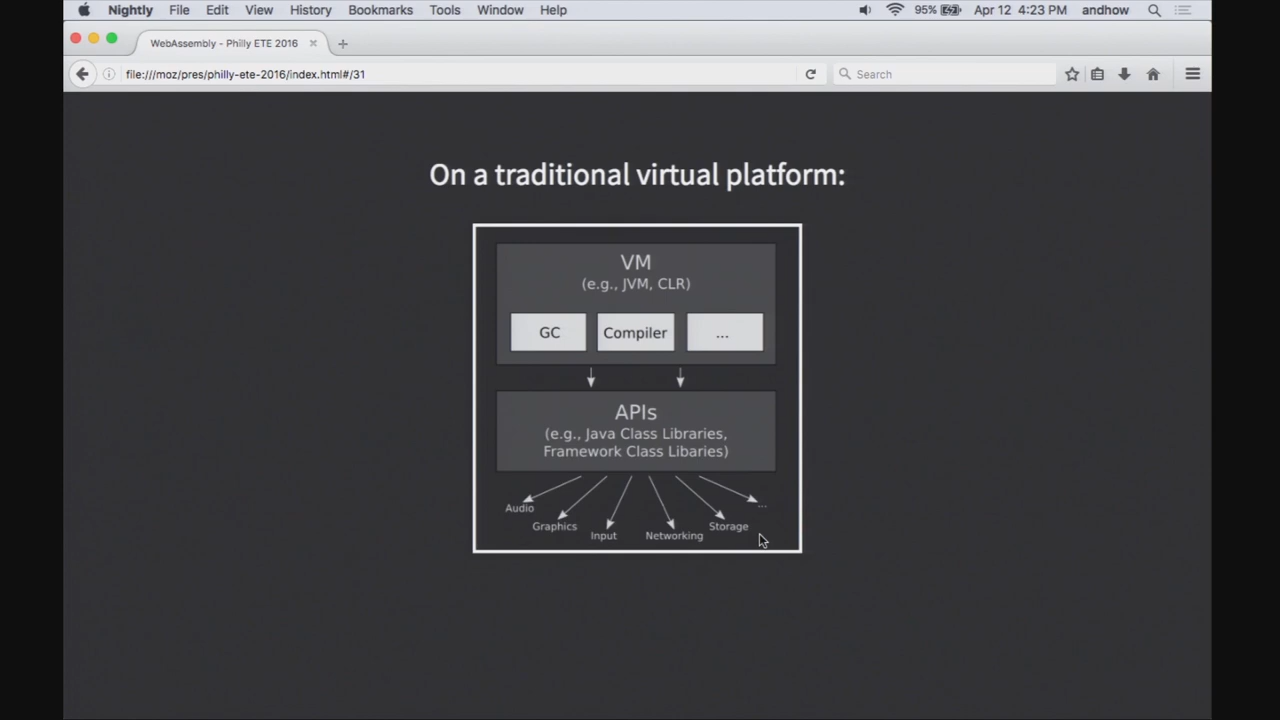 Nightly File Edit View History Bookmarks Tools Window Help 95% Apr 12 4:23 PM andhow
WebAssembly - Philly ETE 2016
file:///moz/pres/philly-ete-2016/index.html#/31 Search
On a traditional virtual platform:
VM
(e.g., JVM, CLR)
GC Compiler ...
APIs
(e.g., Java Class Libraries,
Framework Class Libaries)
Audio Graphics Input Networking Storage ...